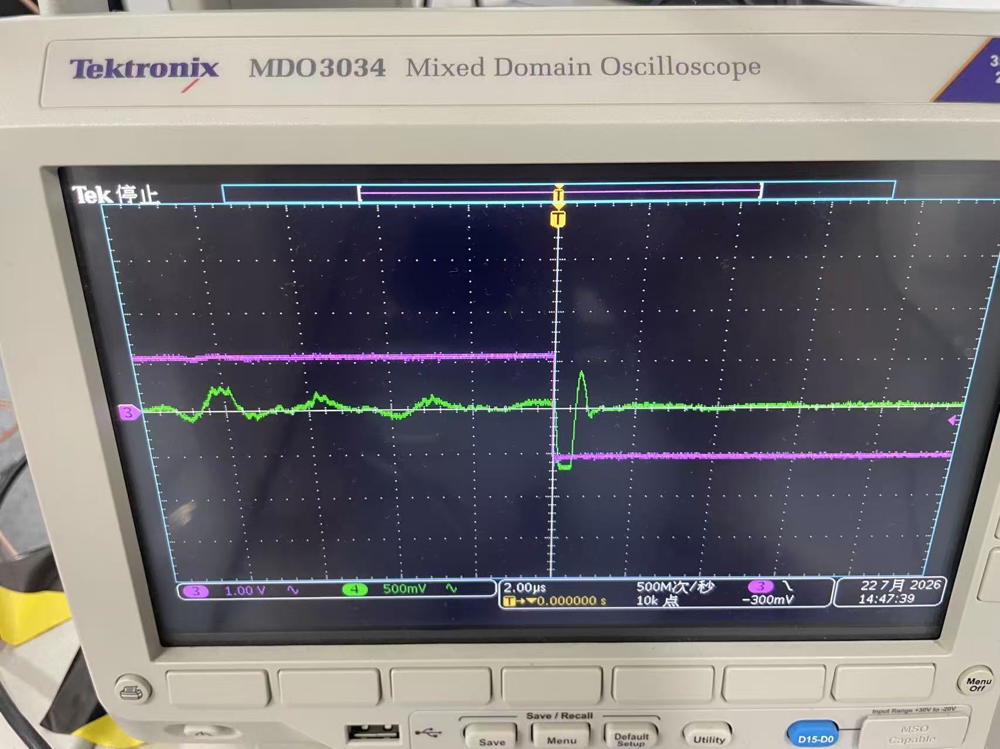 Tektronix MDO3034 Mixed Domain Oscilloscope
Tek 停止
T
T
3
3 1.00 V 4 500mV
2.00µs 500M次/秒 3
T→▼0.000000 s 10k 点 -300mV
22 7月 2026
14:47:39
Menu
Off
Save / Recall
Save
Menu
Default
Setup
Utility
D15-D0
Input Range +30V to -20V
MSO
Capable